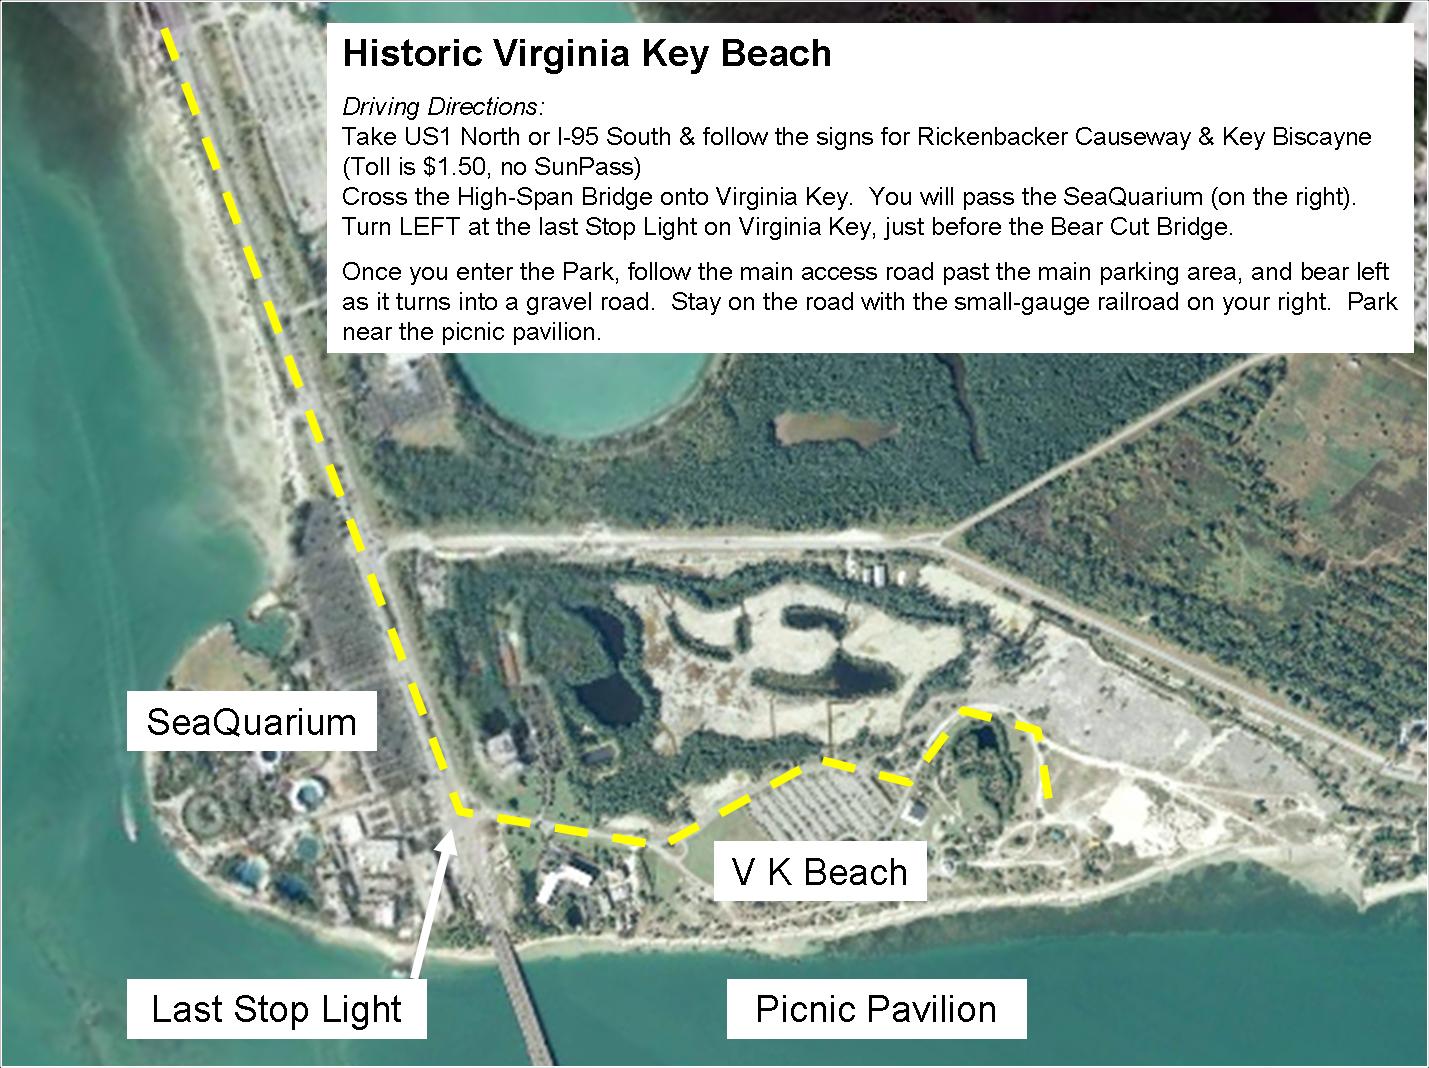 Historic Virginia Key Beach
Driving Directions:
Take US1 North or I-95 South & follow the signs for Rickenbacker Causeway & Key Biscayne
(Toll is $1.50, no SunPass)
Cross the High-Span Bridge onto Virginia Key.  You will pass the SeaQuarium (on the right).
Turn LEFT at the last Stop Light on Virginia Key, just before the Bear Cut Bridge.
Once you enter the Park, follow the main access road past the main parking area, and bear left
as it turns into a gravel road.  Stay on the road with the small-gauge railroad on your right.  Park
near the picnic pavilion.
SeaQuarium
V K Beach
Last Stop Light
Picnic Pavilion